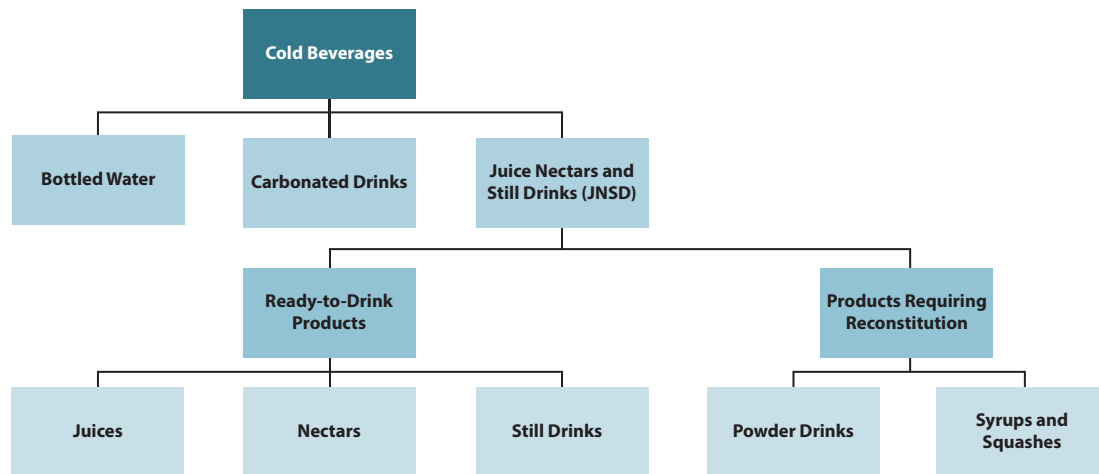 Cold Beverages
Bottled Water
Carbonated Drinks
Juice Nectars and
Still Drinks (JNSD)
Ready-to-Drink
Products
Products Requiring
Reconstitution
Juices
Nectars
Still Drinks
Powder Drinks
Syrups and
Squashes